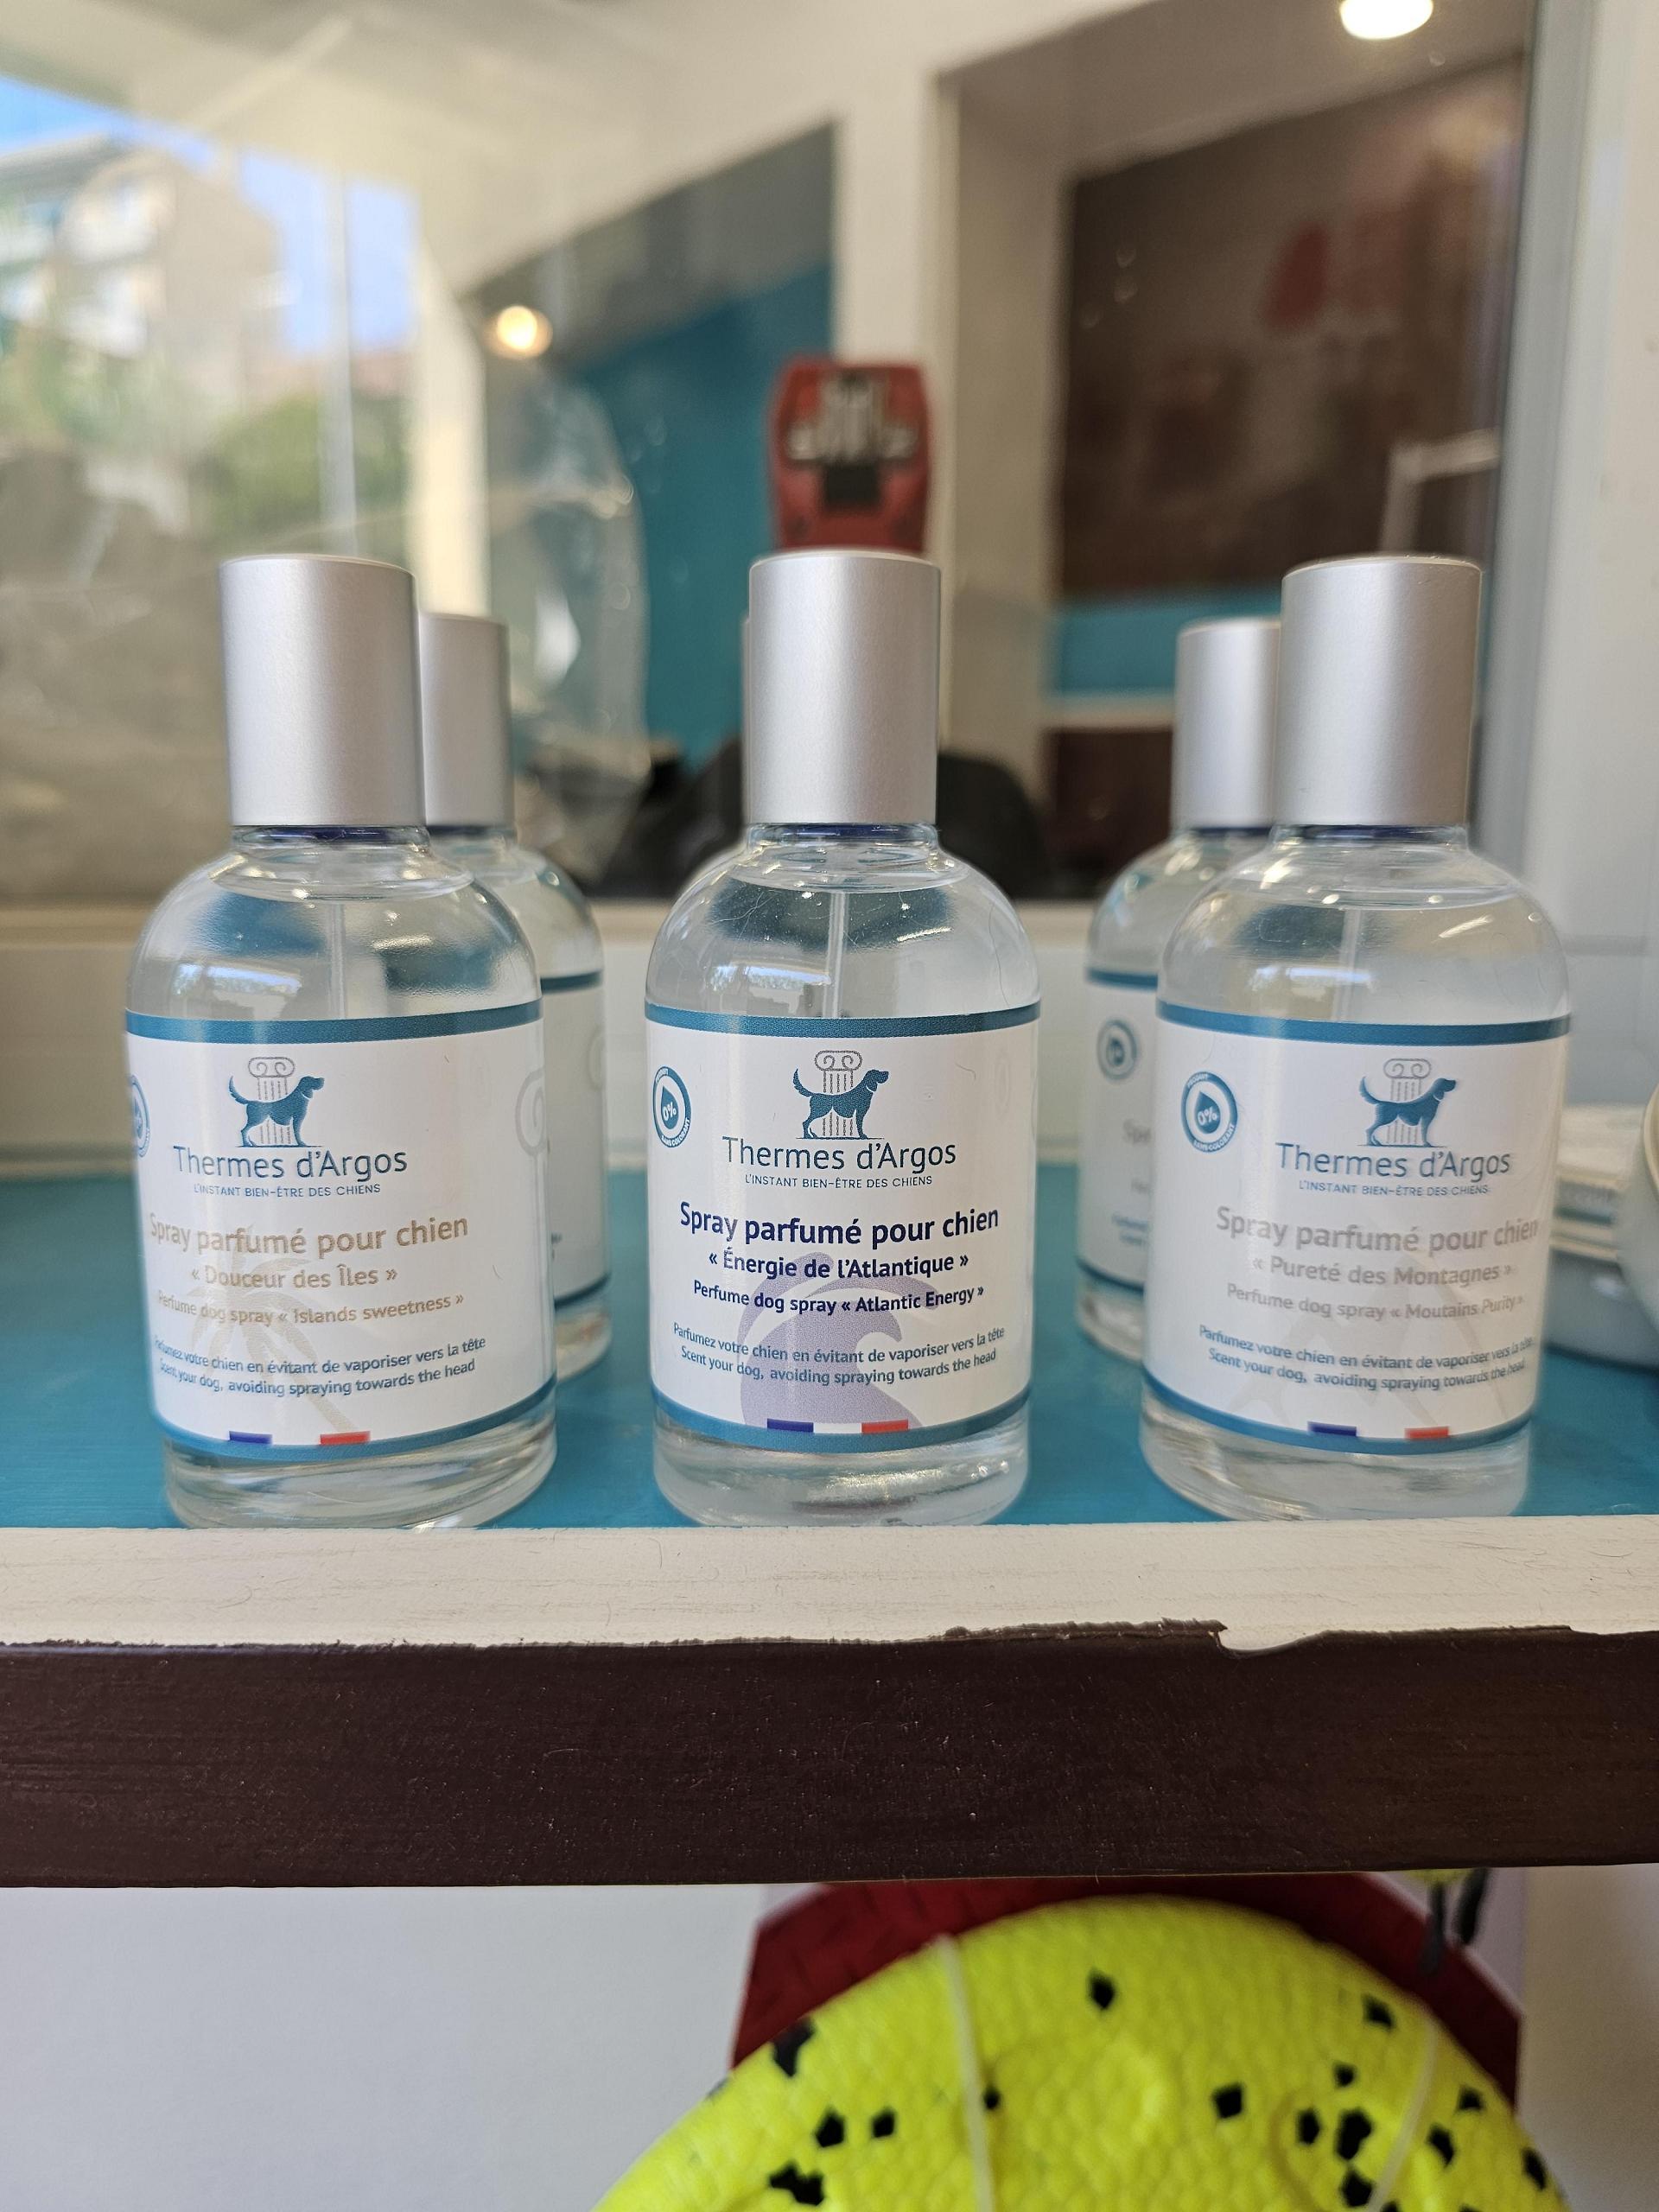 Thermes d'Argos
L'INSTANT BIEN-ÊTRE DES CHIENS
Spray parfumé pour chien
« Douceur des Îles »
Perfume dog spray « Islands sweetness »
Parfumez votre chien en évitant de vaporiser vers la tête
Scent your dog, avoiding spraying towards the head
0%
SANS COLORANT
Thermes d'Argos
L'INSTANT BIEN-ÊTRE DES CHIENS
Spray parfumé pour chien
« Énergie de l'Atlantique »
Perfume dog spray « Atlantic Energy »
Parfumez votre chien en évitant de vaporiser vers la tête
Scent your dog, avoiding spraying towards the head
0%
SANS COLORANT
Thermes d'Argos
L'INSTANT BIEN-ÊTRE DES CHIENS
Spray parfumé pour chien
« Pureté des Montagnes »
Perfume dog spray « Moutains Purity »
Parfumez votre chien en évitant de vaporiser vers la tête
Scent your dog, avoiding spraying towards the head